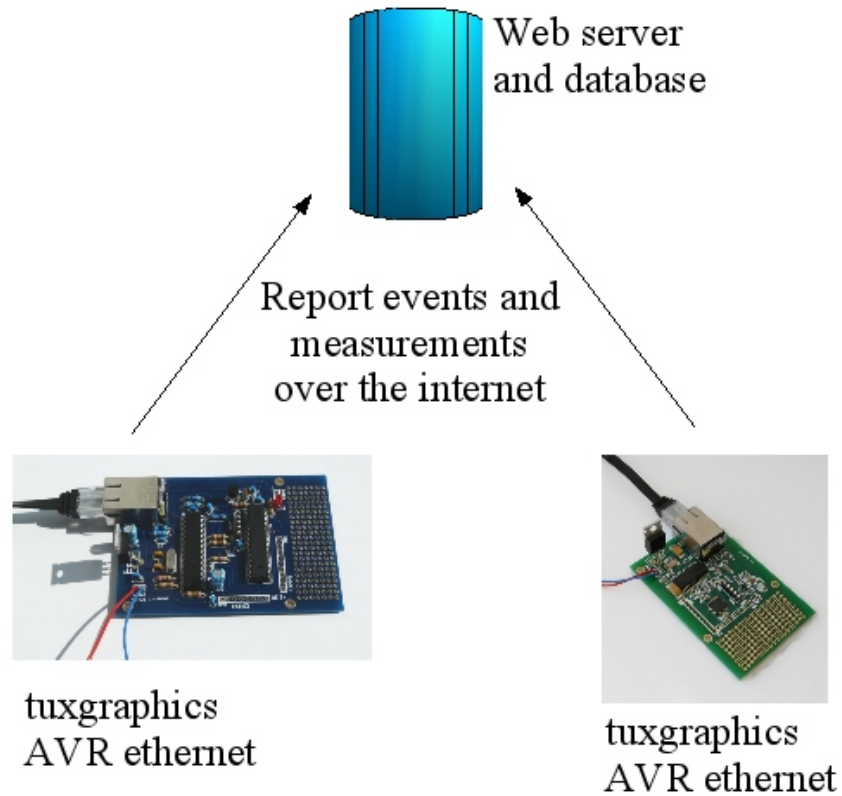 Web server
and database
Report events and
measurements
over the internet
tuxgraphics
AVR ethernet
tuxgraphics
AVR ethernet